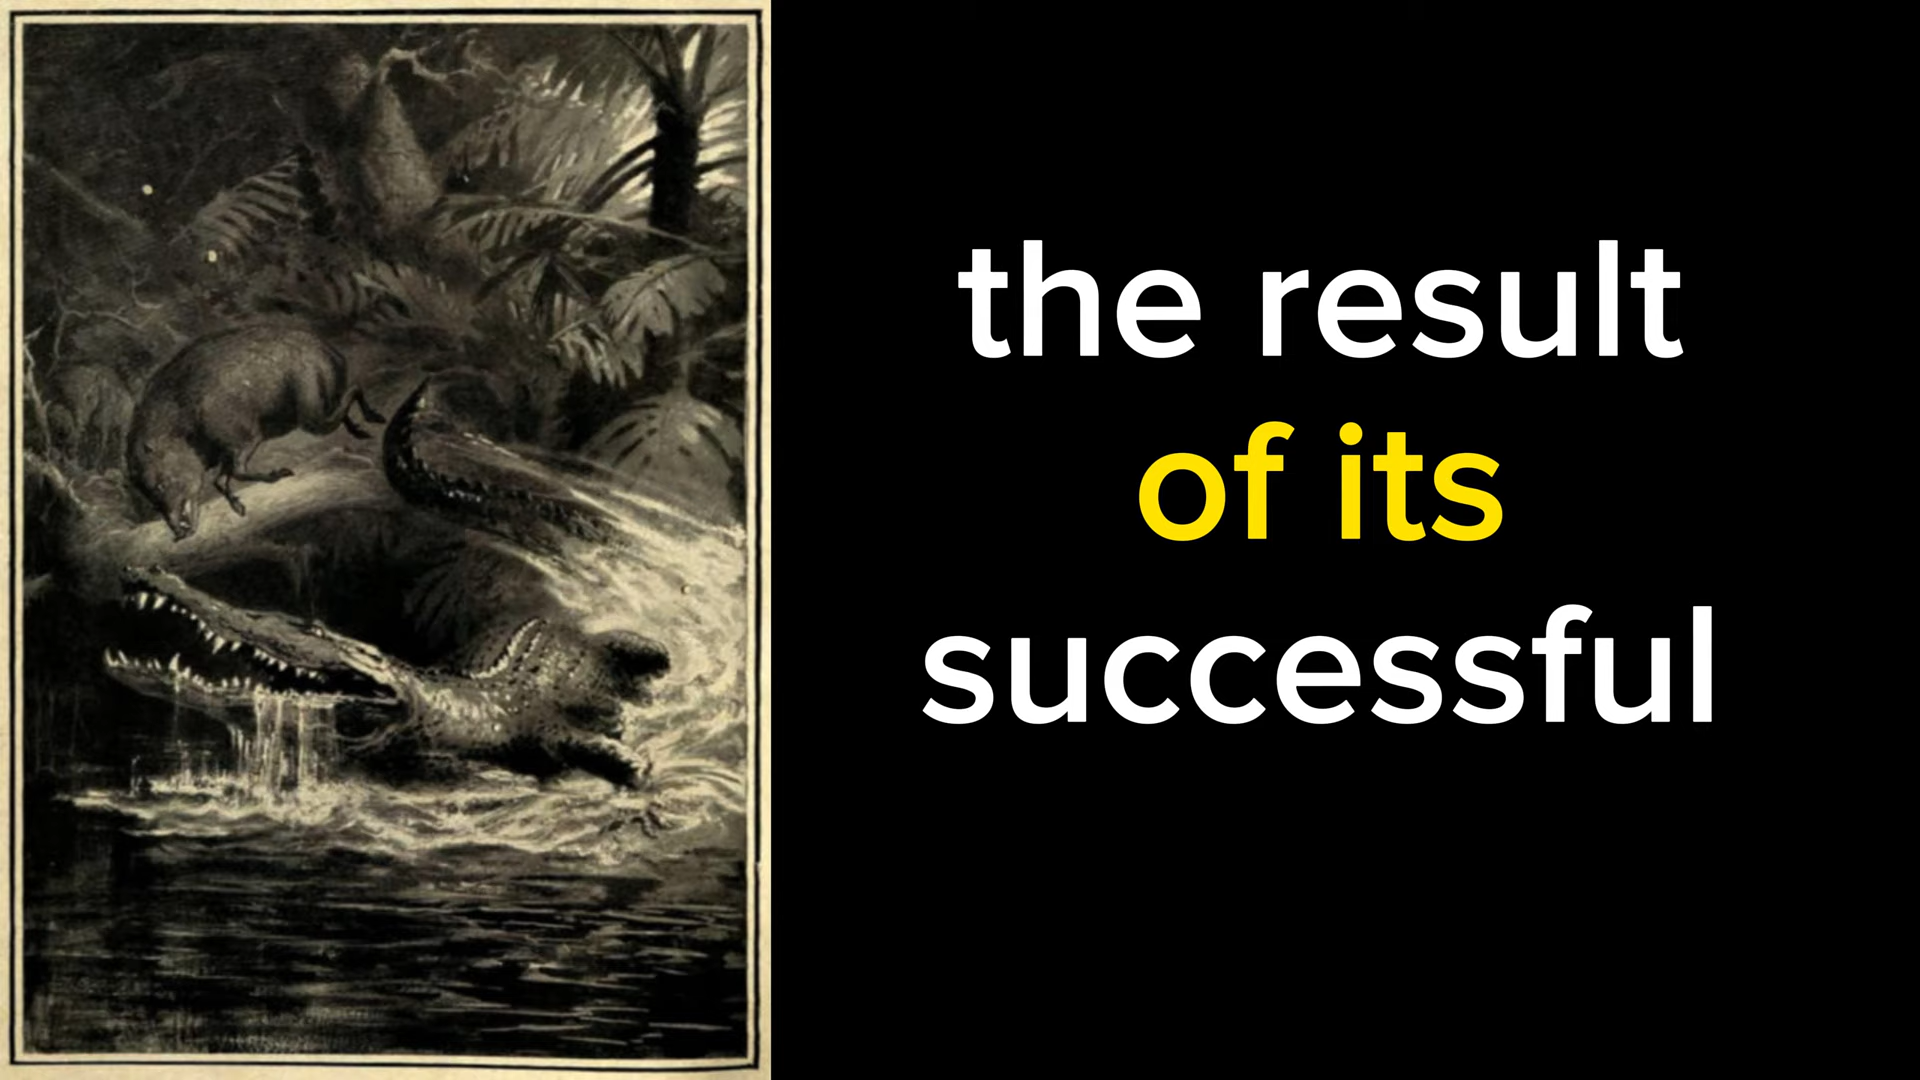 the result
of its
successful